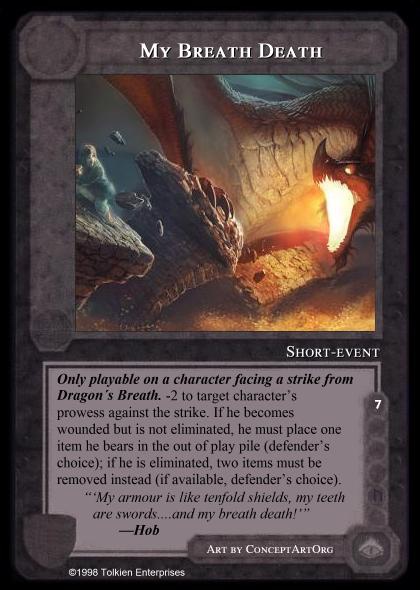 My Breath Death
Short-event
Only playable on a character facing a strike from
Dragon´s Breath. -2 to target character’s
prowess against the strike. If he becomes
wounded but is not eliminated, he must place one
item he bears in the out of play pile (defender’s
choice); if he is eliminated, two items must be
removed instead (if available, defender’s choice).
7
“‘My armour is like tenfold shields, my teeth
are swords....and my breath death!’”
—Hob
Art by ConceptArtOrg
©1998 Tolkien Enterprises